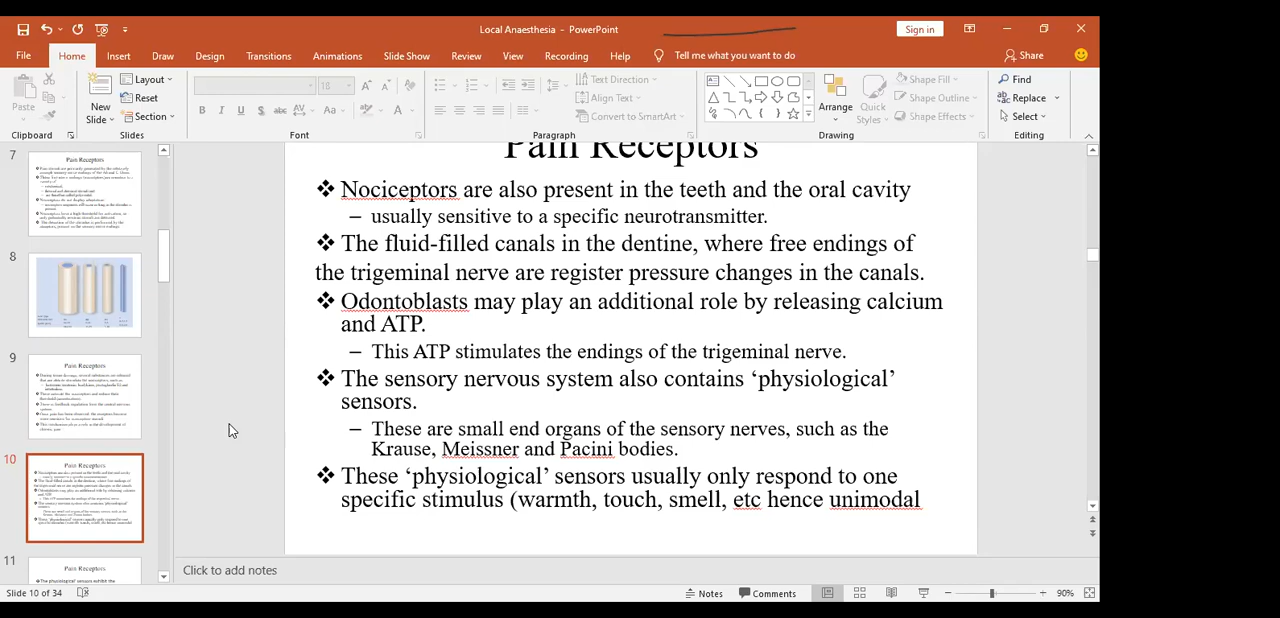 Local Anaesthesia - PowerPoint
Sign in
File Home Insert Draw Design Transitions Animations Slide Show Review View Recording Help Tell me what you want to do Share
Paste
New
Slide
Layout
Reset
Section
18
B I U S abc AV Aa A
Text Direction
Align Text
Convert to SmartArt
Arrange
Quick
Styles
Shape Fill
Shape Outline
Shape Effects
Find
Replace
Select
Clipboard Slides Font Paragraph Drawing Editing
7
Pain Receptors
8
9
Pain Receptors
10
Pain Receptors
11
Pain Receptors
Pain Receptors
❖ Nociceptors are also present in the teeth and the oral cavity
– usually sensitive to a specific neurotransmitter.
❖ The fluid-filled canals in the dentine, where free endings of
the trigeminal nerve are register pressure changes in the canals.
❖ Odontoblasts may play an additional role by releasing calcium
and ATP.
– This ATP stimulates the endings of the trigeminal nerve.
❖ The sensory nervous system also contains ‘physiological’
sensors.
– These are small end organs of the sensory nerves, such as the
Krause, Meissner and Pacini bodies.
❖ These ‘physiological’ sensors usually only respond to one
specific stimulus, warmth, touch, smell, etc., hence unimodal
Click to add notes
Slide 10 of 34
Notes
Comments
90%